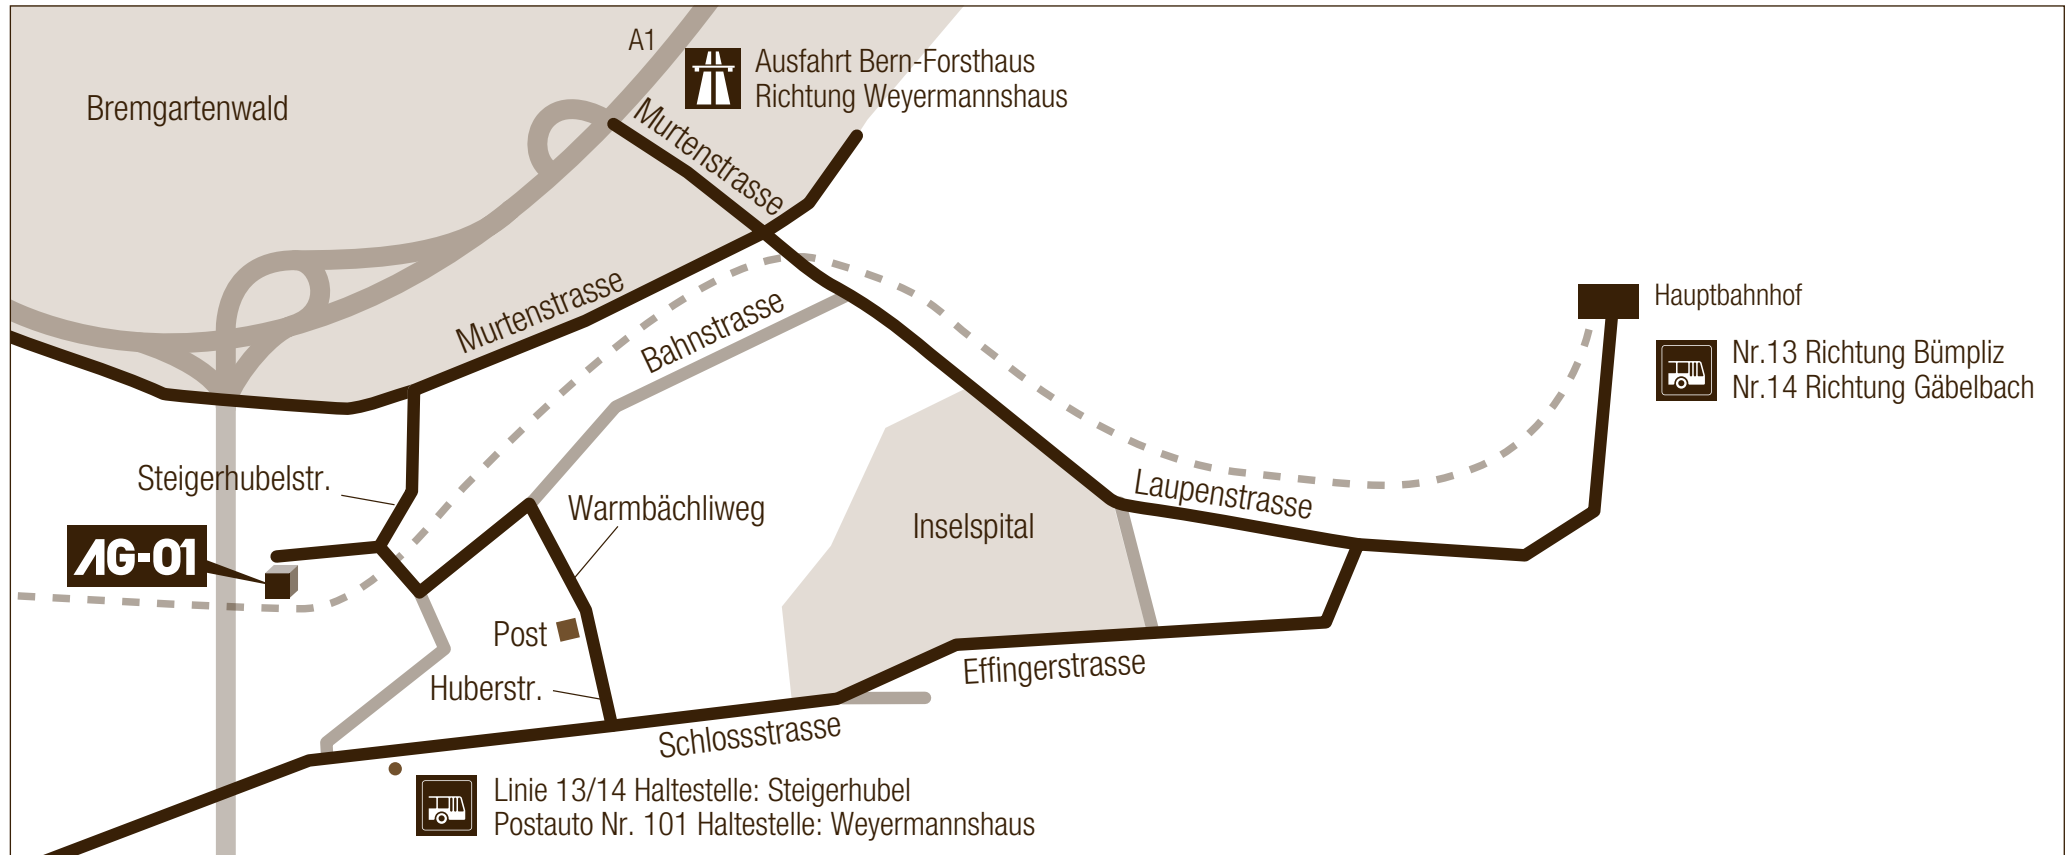 A1
Ausfahrt Bern-Forsthaus
Richtung Weyermannshaus
Bremgartenwald
Murtenstrasse
Murtenstrasse
Bahnstrasse
Hauptbahnhof
Nr.13 Richtung Bümpliz
Nr.14 Richtung Gäbelbach
Steigerhubelstr.
Warmbächliweg
Laupenstrasse
Inselspital
AG-01
Post
Huberstr.
Effingerstrasse
Schlossstrasse
Linie 13/14 Haltestelle: Steigerhubel
Postauto Nr. 101 Haltestelle: Weyermannshaus